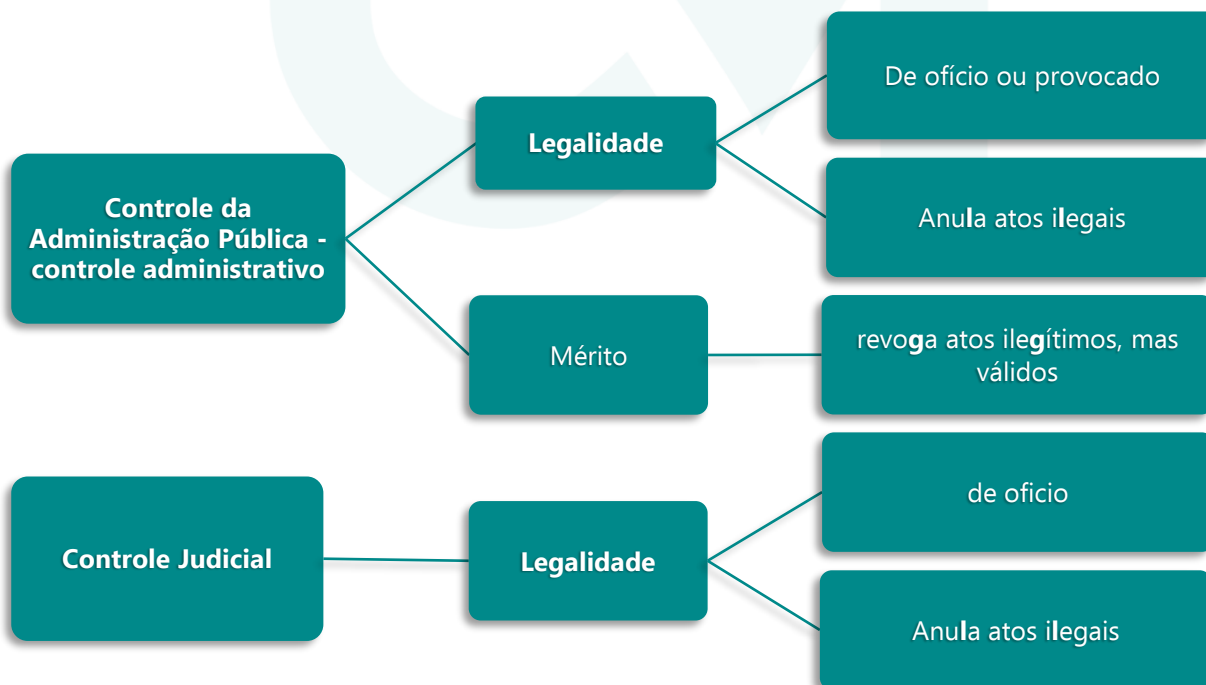 Controle da
Administração Pública -
controle administrativo
Legalidade
De ofício ou provocado
Anula atos ilegais
Mérito
revoga atos ilegítimos, mas
válidos
Controle Judicial
Legalidade
de oficio
Anula atos ilegais